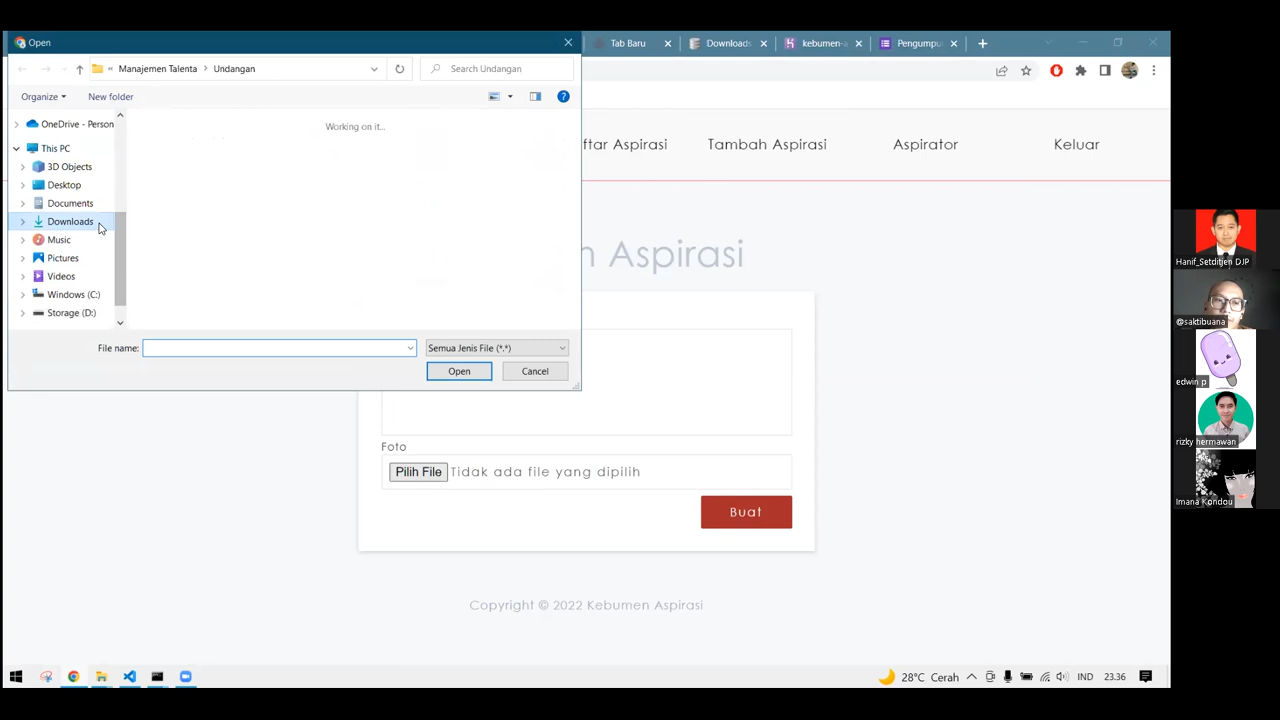 Open
Tab Baru
Downloads
kebumen-a
Pengumpul
Manajemen Talenta
Undangan
Search Undangan
Organize
New folder
OneDrive - Person
Working on it...
This PC
3D Objects
Desktop
Documents
Downloads
Music
Pictures
Videos
Windows (C:)
Storage (D:)
File name:
Semua Jenis File (*.*)
Open
Cancel
ftar Aspirasi
Tambah Aspirasi
Aspirator
Keluar
n Aspirasi
Foto
Pilih File
Tidak ada file yang dipilih
Buat
Copyright © 2022 Kebumen Aspirasi
Hanif_Setditjen DJP
@saktibuana
edwin p
rizky hermawan
Imana Kondou
28°C Cerah
IND
23.36